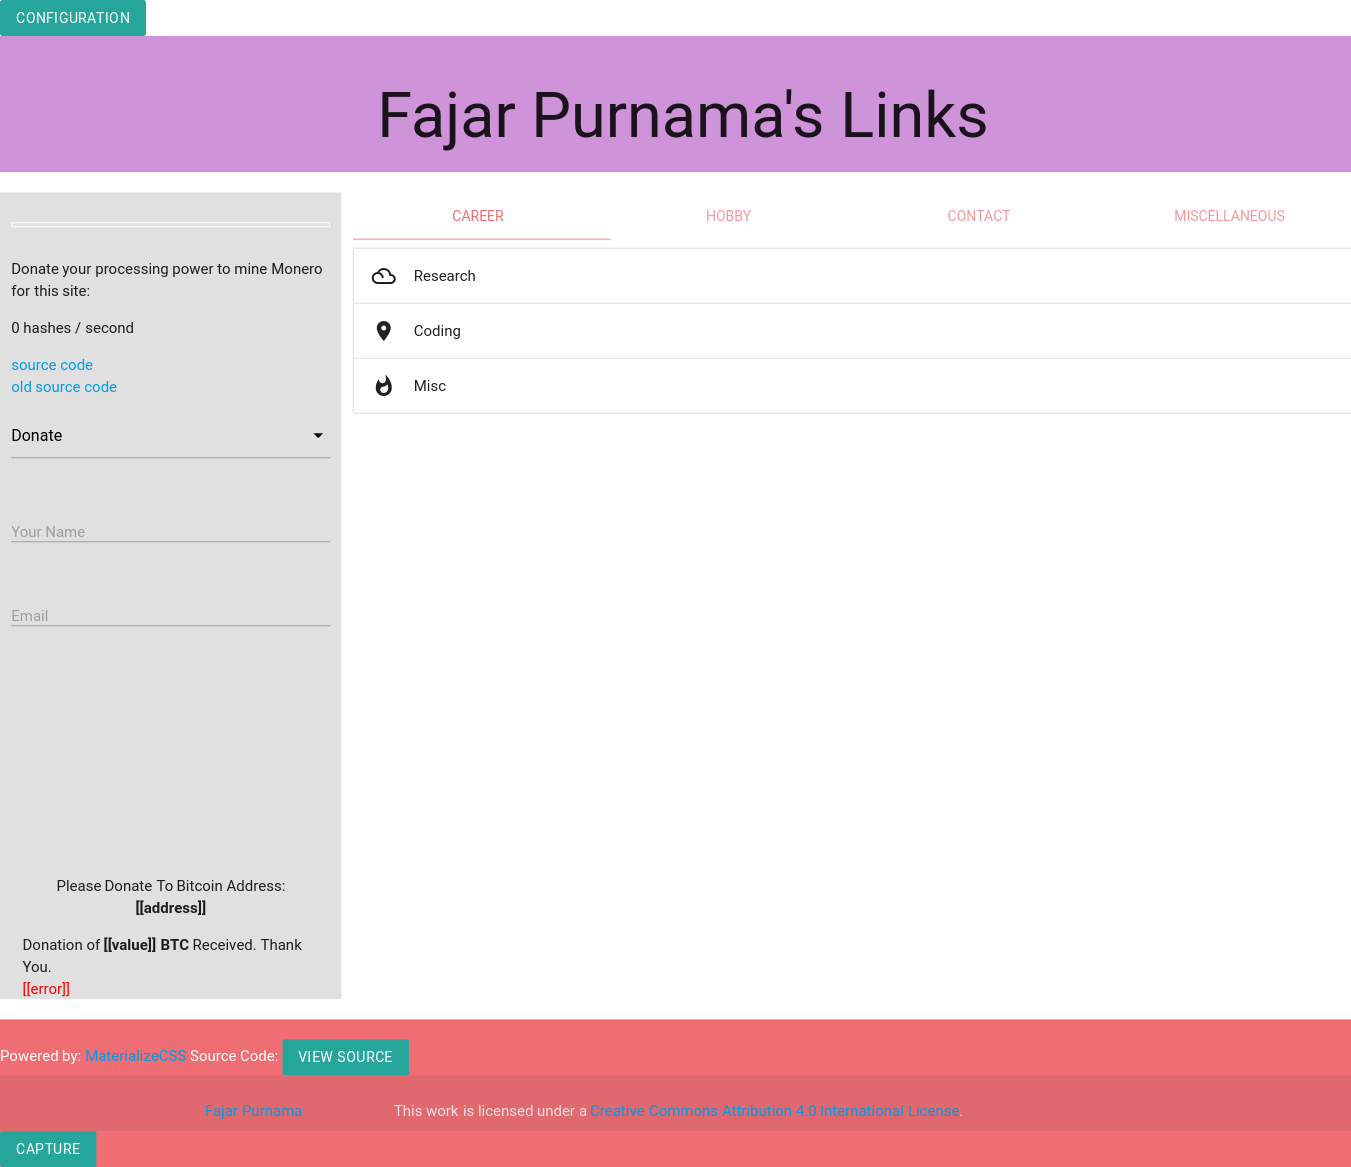 CONFIGURATION
Fajar Purnama's Links
Donate your processing power to mine Monero
for this site:
0 hashes / second
source code
old source code
Donate
Your Name
Email
Please Donate To Bitcoin Address:
[[address]]
Donation of [[value]] BTC Received. Thank
You.
[[error]]
CAREER HOBBY CONTACT MISCELLANEOUS
Research
Coding
Misc
Powered by: MaterializeCSS Source Code: VIEW SOURCE
Fajar Purnama This work is licensed under a Creative Commons Attribution 4.0 International License.
CAPTURE